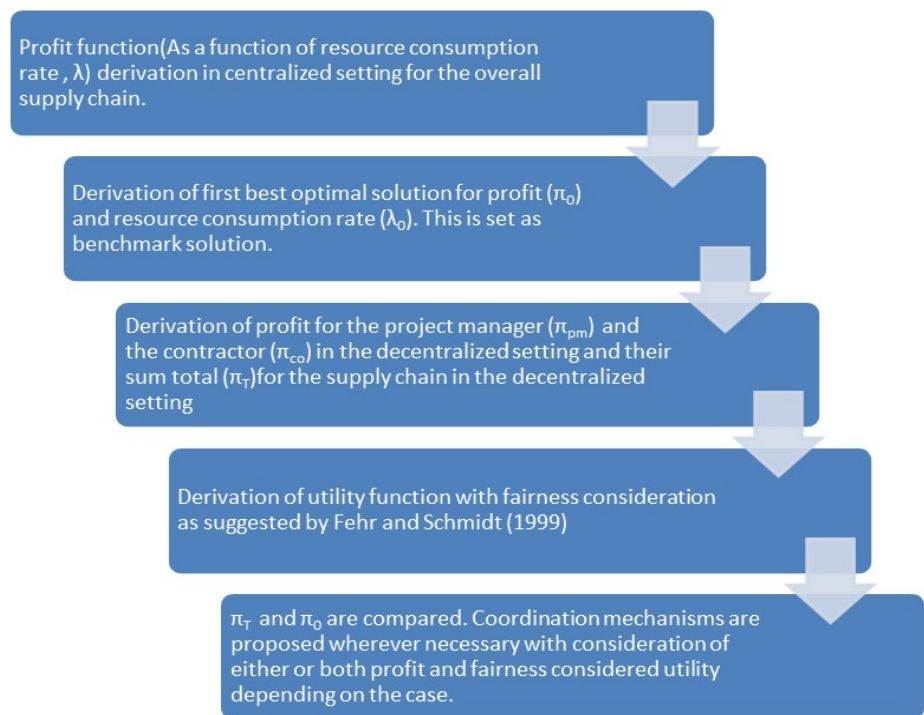 Profit function(As a function of resource consumption
rate , λ) derivation in centralized setting for the overall
supply chain.
Derivation of first best optimal solution for profit (π₀)
and resource consumption rate (λ₀). This is set as
benchmark solution.
Derivation of profit for the project manager (πpm) and
the contractor (πco) in the decentralized setting and their
sum total (πT)for the supply chain in the decentralized
setting
Derivation of utility function with fairness consideration
as suggested by Fehr and Schmidt (1999)
πT and π₀ are compared. Coordination mechanisms are
proposed wherever necessary with consideration of
either or both profit and fairness considered utility
depending on the case.